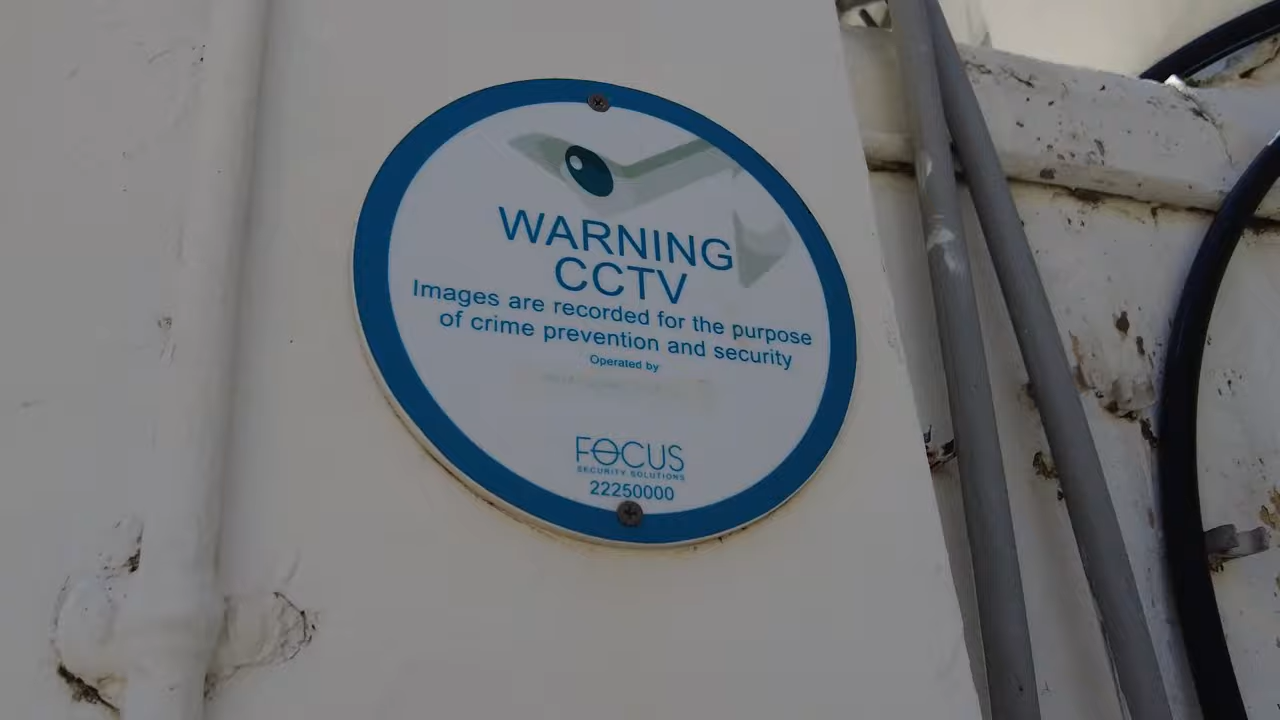 WARNING
CCTV
Images are recorded for the purpose
of crime prevention and security
Operated by
FOCUS
SECURITY SOLUTIONS
22250000